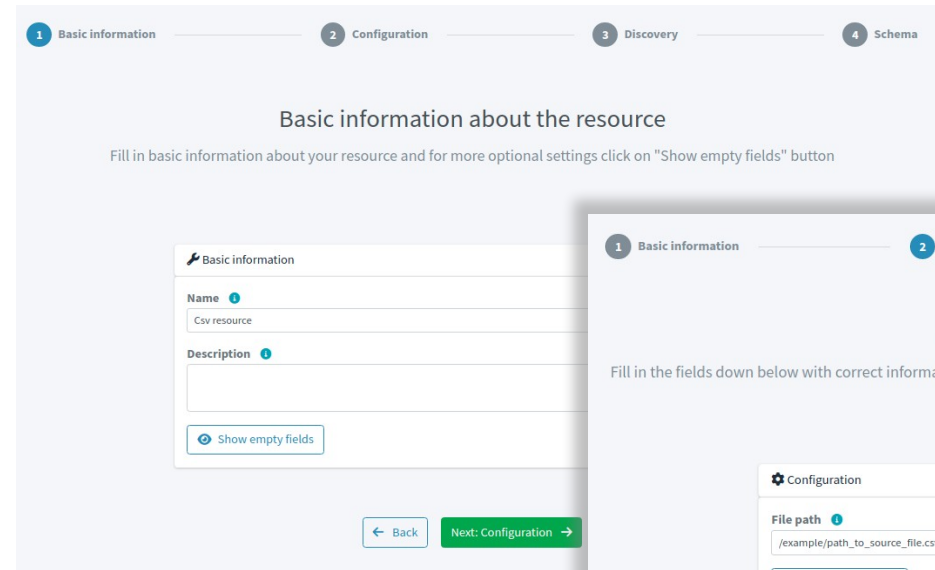 1 Basic information 2 Configuration 3 Discovery 4 Schema
Basic information about the resource
Fill in basic information about your resource and for more optional settings click on "Show empty fields" button
Basic information
Name
Csv resource
Description
Show empty fields
← Back Next: Configuration →
1 Basic information 2
Fill in the fields down below with correct informa
Configuration
File path
/example/path_to_source_file.cs